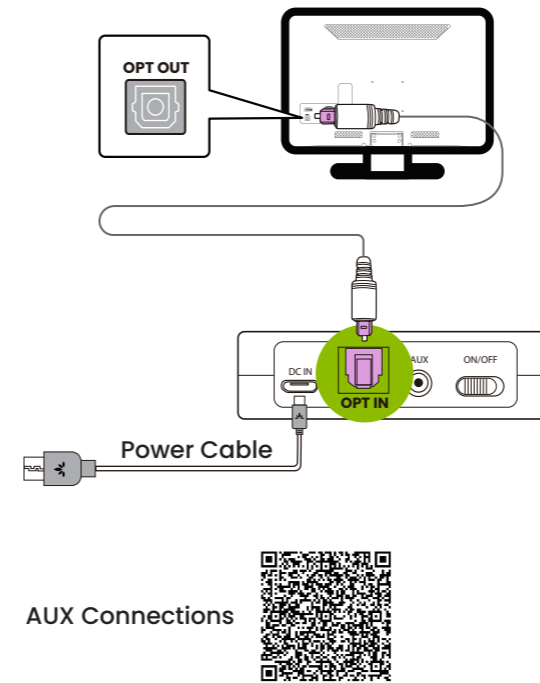 OPT OUT
DC IN
OPT IN
AUX
ON/OFF
Power Cable
AUX Connections